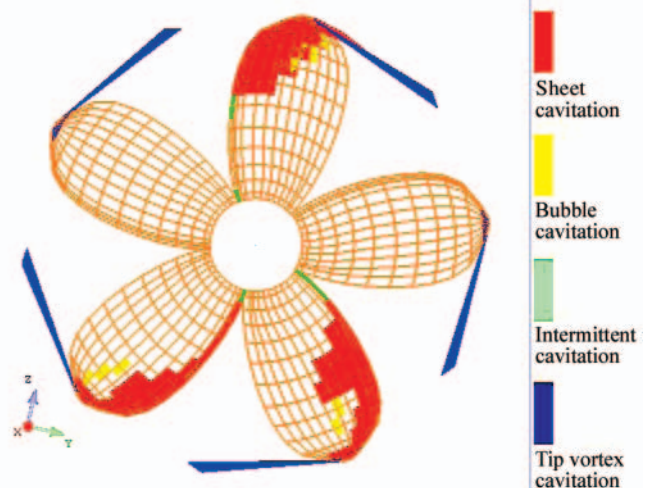 Sheet
cavitation
Bubble
cavitation
Intermittent
cavitation
Tip vortex
cavitation
Z
X
Y